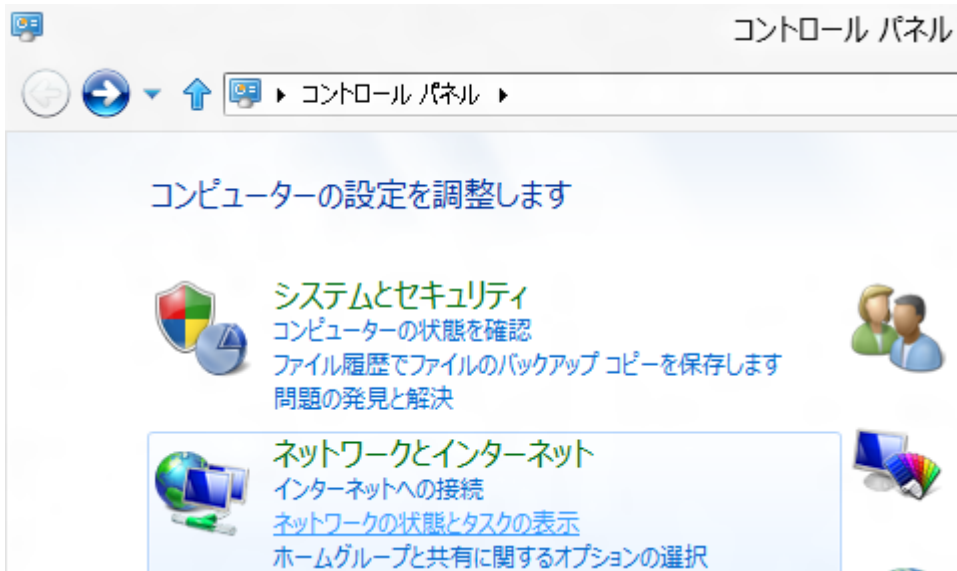 コントロール パネル
コントロール パネル
コンピューターの設定を調整します
システムとセキュリティ
コンピューターの状態を確認
ファイル履歴でファイルのバックアップ コピーを保存します
問題の発見と解決
ネットワークとインターネット
インターネットへの接続
ネットワークの状態とタスクの表示
ホームグループと共有に関するオプションの選択